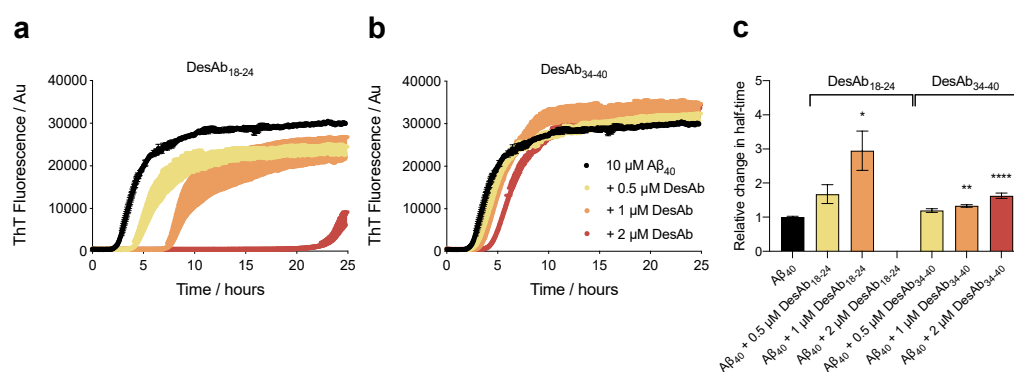 a
DesAb18-24
ThT Fluorescence / Au
40000
30000
20000
10000
0
0 5 10 15 20 25
Time / hours
b
DesAb34-40
ThT Fluorescence / Au
40000
30000
20000
10000
0
10 µM Aβ40
+ 0.5 µM DesAb
+ 1 µM DesAb
+ 2 µM DesAb
0 5 10 15 20 25
Time / hours
c
DesAb18-24 DesAb34-40
Relative change in half-time
5
4
3
2
1
0
*
**
****
Aβ40
Aβ40 + 0.5 µM DesAb18-24
Aβ40 + 1 µM DesAb18-24
Aβ40 + 2 µM DesAb18-24
Aβ40 + 0.5 µM DesAb34-40
Aβ40 + 1 µM DesAb34-40
Aβ40 + 2 µM DesAb34-40